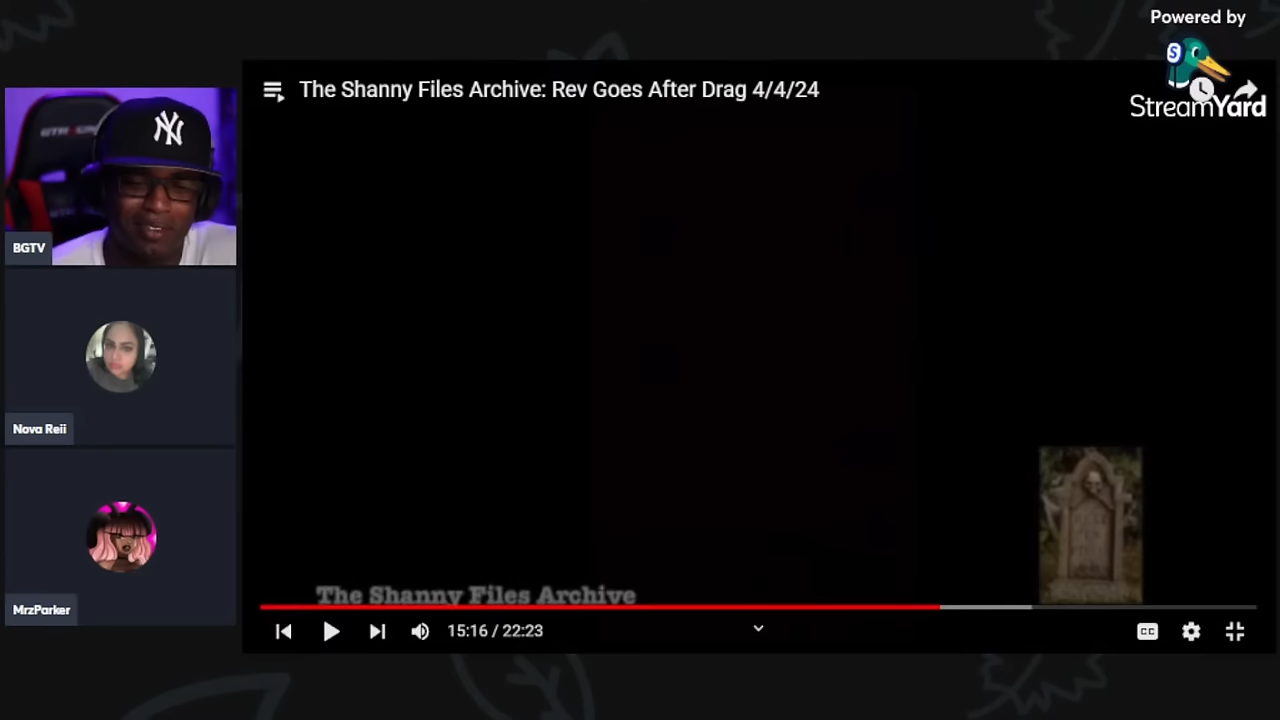 Powered by
StreamYard
The Shanny Files Archive: Rev Goes After Drag 4/4/24
NY
BGTV
Nova Reii
MrzParker
The Shanny Files Archive
15:16 / 22:23
CC